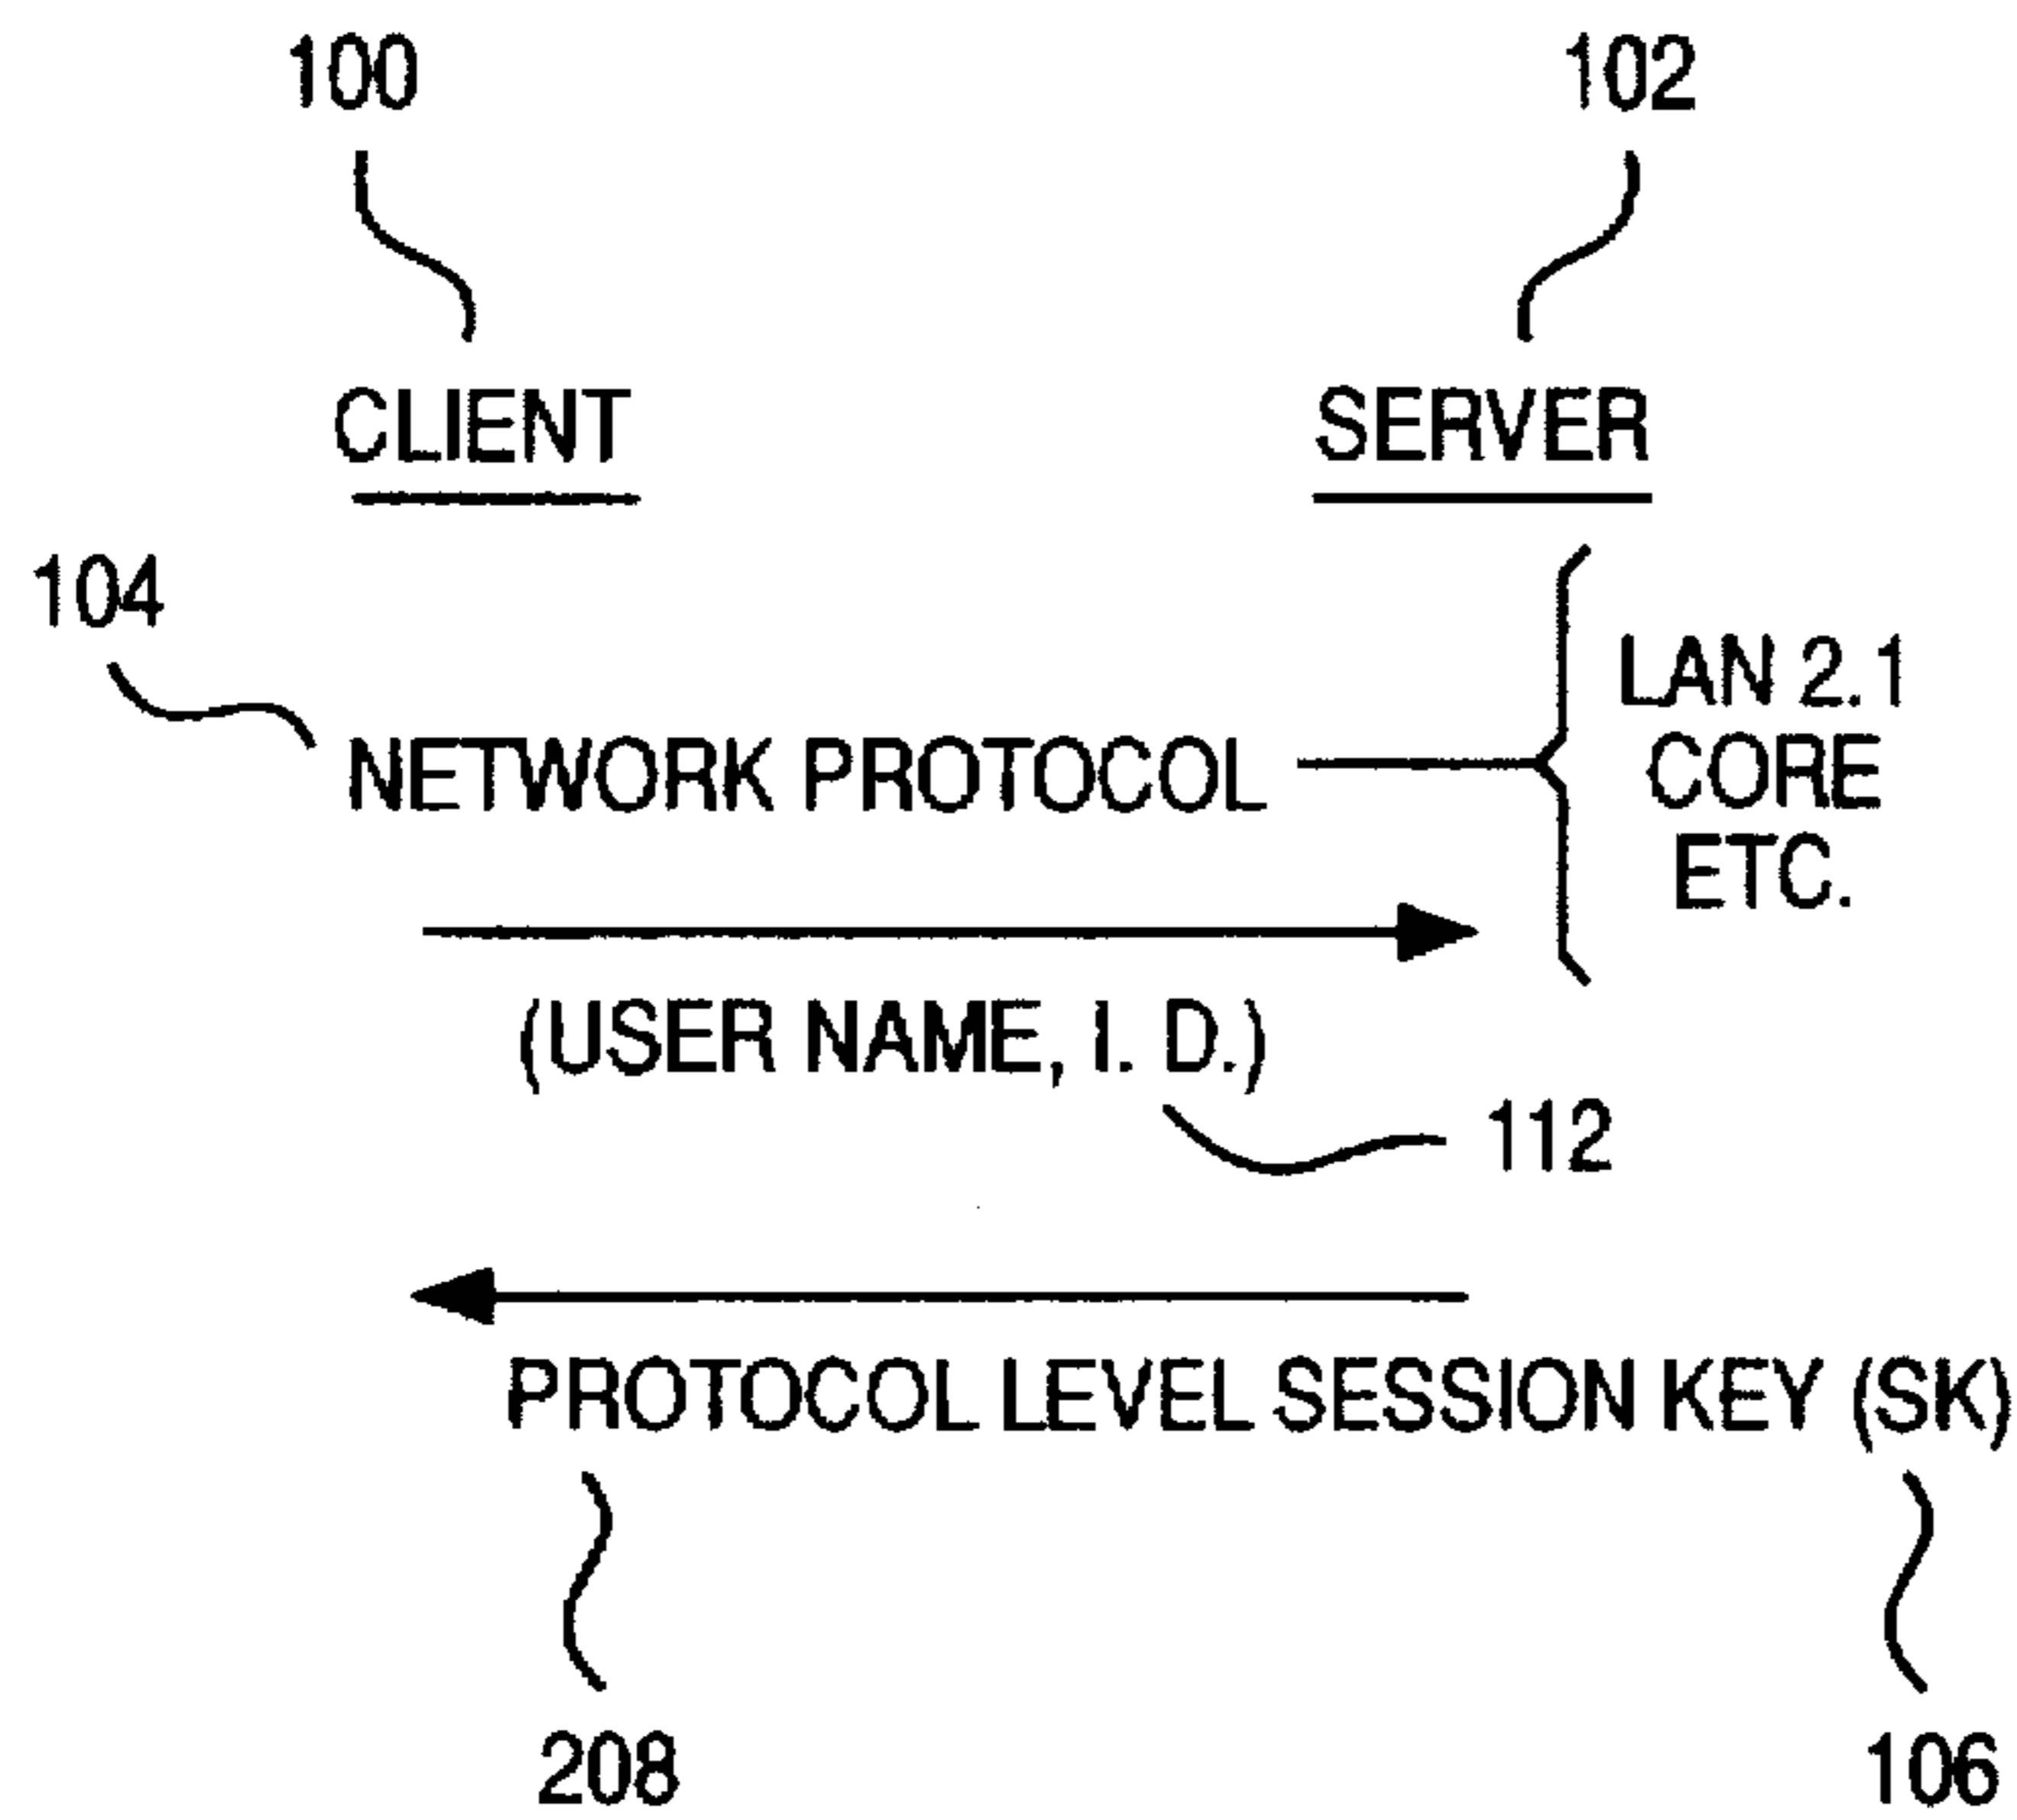 100
102
CLIENT
SERVER
104
LAN 2.1
NETWORK PROTOCOL
CORE
ETC.
(USER NAME, I. D.)
112
PROTOCOL LEVEL SESSION KEY (SK)
208
106